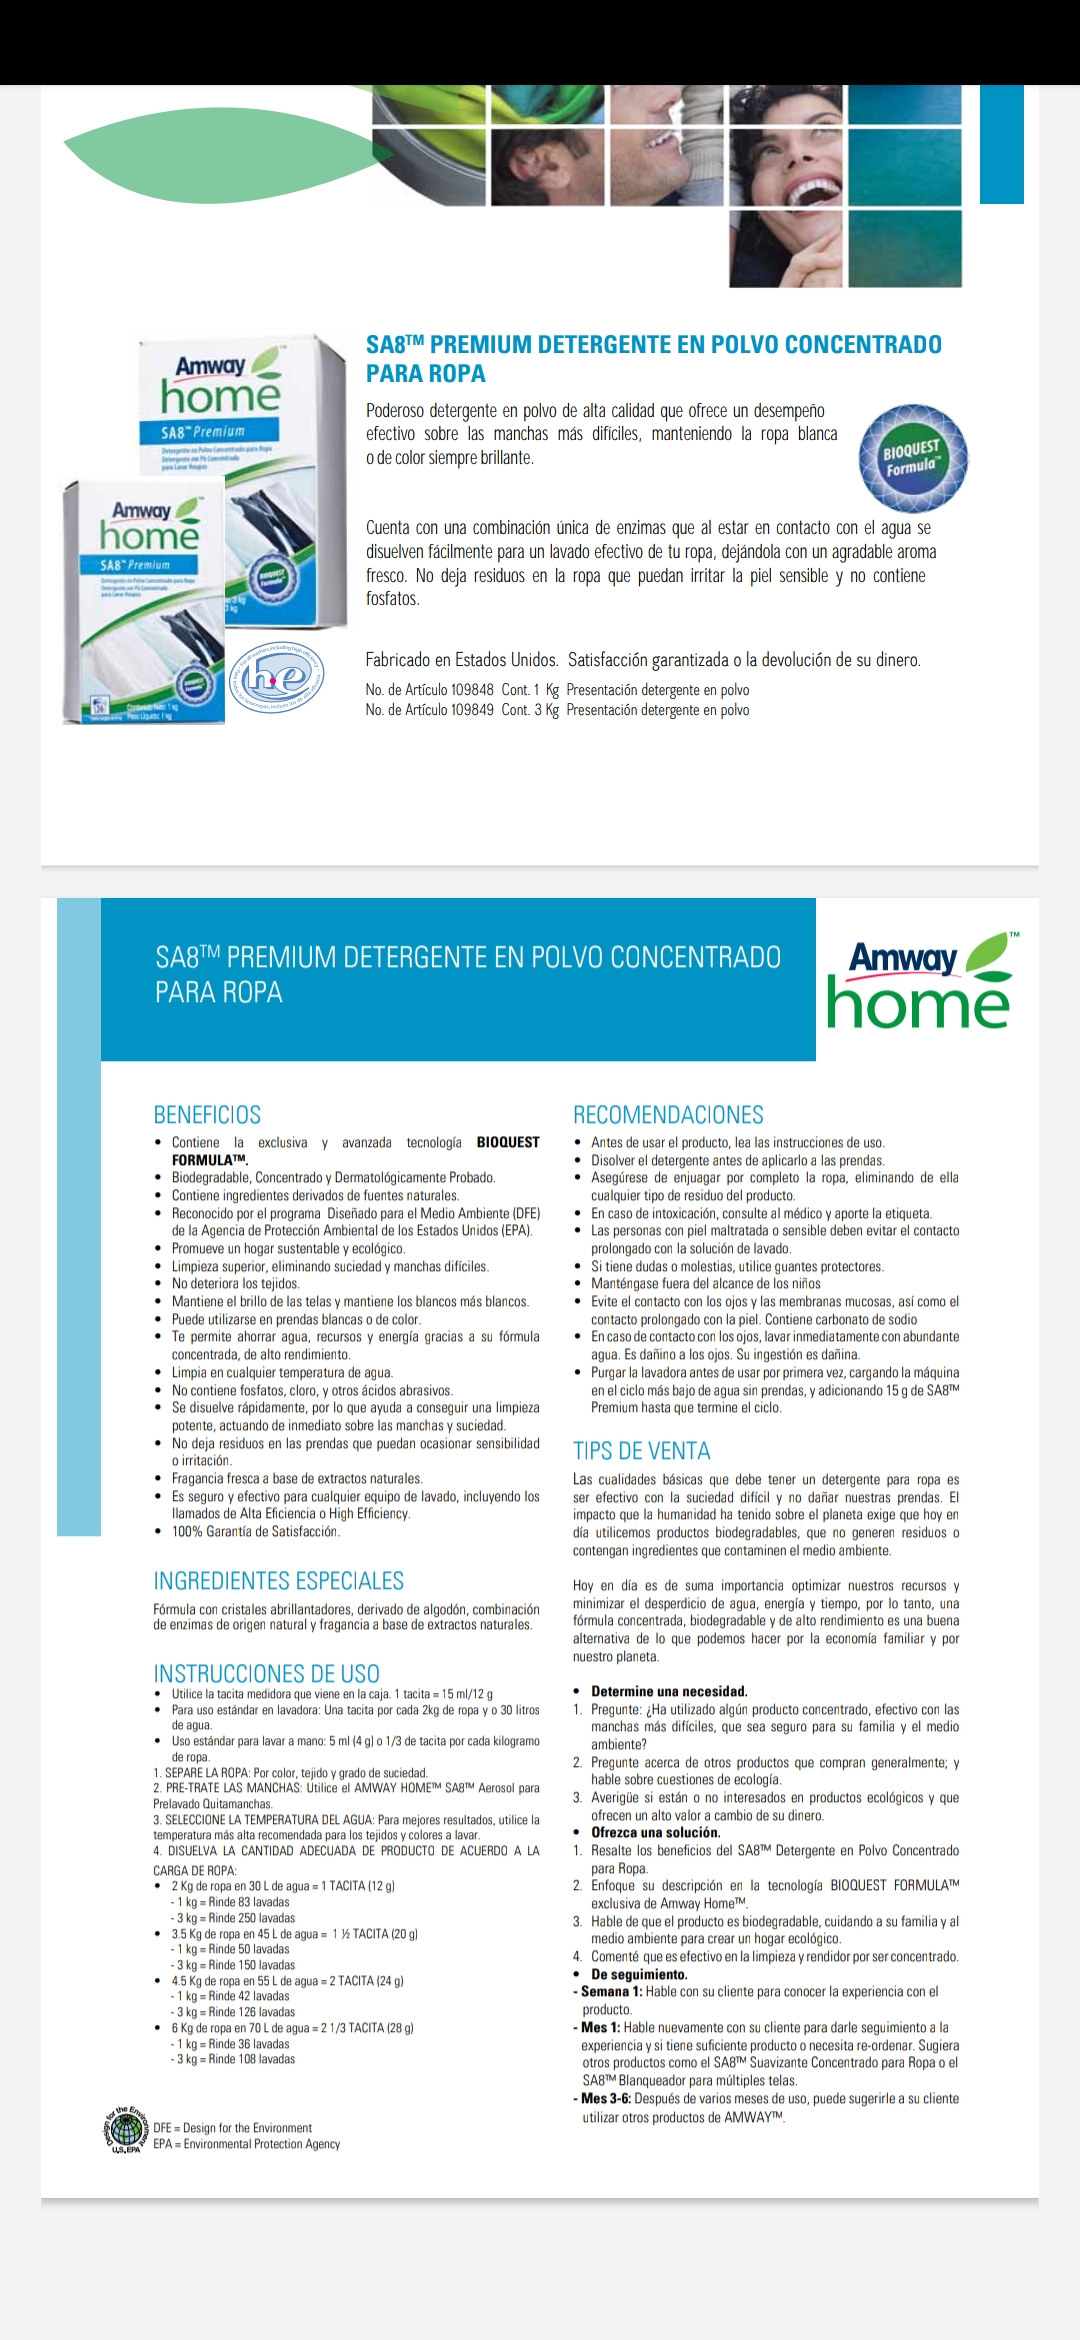 SA8™ PREMIUM DETERGENTE EN POLVO CONCENTRADO
PARA ROPA
Poderoso detergente en polvo de alta calidad que ofrece un desempeño
efectivo sobre las manchas más difíciles, manteniendo la ropa blanca
o de color siempre brillante.
BIOQUEST
Formula™
Cuenta con una combinación única de enzimas que al estar en contacto con el agua se
disuelven fácilmente para un lavado efectivo de tu ropa, dejándola con un agradable aroma
fresco. No deja residuos en la ropa que puedan irritar la piel sensible y no contiene
fosfatos.
Fabricado en Estados Unidos. Satisfacción garantizada o la devolución de su dinero.
No. de Artículo 109848 Cont. 1 Kg Presentación detergente en polvo
No. de Artículo 109849 Cont. 3 Kg Presentación detergente en polvo
Amway
home™
SA8™ Premium
Detergente en Polvo Concentrado para Ropa
Detergente em Pó Concentrado
para Lavar Roupas
3 kg
Amway
home™
SA8™ Premium
Detergente en Polvo Concentrado para Ropa
Detergente em Pó Concentrado
para Lavar Roupas
BIOQUEST
Formula
Contenido Neto: 1 kg
Peso Líquido: 1 kg
he
SA8™ PREMIUM DETERGENTE EN POLVO CONCENTRADO
PARA ROPA
Amway
home™
BENEFICIOS
• Contiene la exclusiva y avanzada tecnología BIOQUEST
FORMULA™.
• Biodegradable, Concentrado y Dermatológicamente Probado.
• Contiene ingredientes derivados de fuentes naturales.
• Reconocido por el programa Diseñado para el Medio Ambiente (DFE)
de la Agencia de Protección Ambiental de los Estados Unidos (EPA).
• Promueve un hogar sustentable y ecológico.
• Limpieza superior, eliminando suciedad y manchas difíciles.
• No deteriora los tejidos.
• Mantiene el brillo de las telas y mantiene los blancos más blancos.
• Puede utilizarse en prendas blancas o de color.
• Te permite ahorrar agua, recursos y energía gracias a su fórmula
concentrada, de alto rendimiento.
• Limpia en cualquier temperatura de agua.
• No contiene fosfatos, cloro, y otros ácidos abrasivos.
• Se disuelve rápidamente, por lo que ayuda a conseguir una limpieza
potente, actuando de inmediato sobre las manchas y suciedad.
• No deja residuos en las prendas que puedan ocasionar sensibilidad
o irritación.
• Fragancia fresca a base de extractos naturales.
• Es seguro y efectivo para cualquier equipo de lavado, incluyendo los
llamados de Alta Eficiencia o High Efficiency.
• 100% Garantía de Satisfacción.
INGREDIENTES ESPECIALES
Fórmula con cristales abrillantadores, derivado de algodón, combinación
de enzimas de origen natural y fragancia a base de extractos naturales.
INSTRUCCIONES DE USO
• Utilice la tacita medidora que viene en la caja. 1 tacita = 15 ml/12 g
• Para uso estándar en lavadora: Una tacita por cada 2kg de ropa y o 30 litros
de agua.
• Uso estándar para lavar a mano: 5 ml (4 g) o 1/3 de tacita por cada kilogramo
de ropa.
1. SEPARE LA ROPA: Por color, tejido y grado de suciedad.
2. PRE-TRATE LAS MANCHAS: Utilice el AMWAY HOME™ SA8™ Aerosol para
Prelavado Quitamanchas.
3. SELECCIONE LA TEMPERATURA DEL AGUA: Para mejores resultados, utilice la
temperatura más alta recomendada para los tejidos y colores a lavar.
4. DISUELVA LA CANTIDAD ADECUADA DE PRODUCTO DE ACUERDO A LA
CARGA DE ROPA:
• 2 Kg de ropa en 30 L de agua = 1 TACITA (12 g)
- 1 kg = Rinde 83 lavadas
- 3 kg = Rinde 250 lavadas
• 3.5 Kg de ropa en 45 L de agua = 1 ½ TACITA (20 g)
- 1 kg = Rinde 50 lavadas
- 3 kg = Rinde 150 lavadas
• 4.5 Kg de ropa en 55 L de agua = 2 TACITA (24 g)
- 1 kg = Rinde 42 lavadas
- 3 kg = Rinde 126 lavadas
• 6 Kg de ropa en 70 L de agua = 2 1/3 TACITA (28 g)
- 1 kg = Rinde 36 lavadas
- 3 kg = Rinde 108 lavadas
Design for the Environment
U.S. EPA
DFE = Design for the Environment
EPA = Environmental Protection Agency
RECOMENDACIONES
• Antes de usar el producto, lea las instrucciones de uso.
• Disolver el detergente antes de aplicarlo a las prendas.
• Asegúrese de enjuagar por completo la ropa, eliminando de ella
cualquier tipo de residuo del producto.
• En caso de intoxicación, consulte al médico y aporte la etiqueta.
• Las personas con piel maltratada o sensible deben evitar el contacto
prolongado con la solución de lavado.
• Si tiene dudas o molestias, utilice guantes protectores.
• Manténgase fuera del alcance de los niños
• Evite el contacto con los ojos y las membranas mucosas, así como el
contacto prolongado con la piel. Contiene carbonato de sodio
• En caso de contacto con los ojos, lavar inmediatamente con abundante
agua. Es dañino a los ojos. Su ingestión es dañina.
• Purgar la lavadora antes de usar por primera vez, cargando la máquina
en el ciclo más bajo de agua sin prendas, y adicionando 15 g de SA8™
Premium hasta que termine el ciclo.
TIPS DE VENTA
Las cualidades básicas que debe tener un detergente para ropa es
ser efectivo con la suciedad difícil y no dañar nuestras prendas. El
impacto que la humanidad ha tenido sobre el planeta exige que hoy en
día utilicemos productos biodegradables, que no generen residuos o
contengan ingredientes que contaminen el medio ambiente.
Hoy en día es de suma importancia optimizar nuestros recursos y
minimizar el desperdicio de agua, energía y tiempo, por lo tanto, una
fórmula concentrada, biodegradable y de alto rendimiento es una buena
alternativa de lo que podemos hacer por la economía familiar y por
nuestro planeta.
• Determine una necesidad.
1. Pregunte: ¿Ha utilizado algún producto concentrado, efectivo con las
manchas más difíciles, que sea seguro para su familia y el medio
ambiente?
2. Pregunte acerca de otros productos que compran generalmente; y
hable sobre cuestiones de ecología.
3. Averigüe si están o no interesados en productos ecológicos y que
ofrecen un alto valor a cambio de su dinero.
• Ofrezca una solución.
1. Resalte los beneficios del SA8™ Detergente en Polvo Concentrado
para Ropa.
2. Enfoque su descripción en la tecnología BIOQUEST FORMULA™
exclusiva de Amway Home™.
3. Hable de que el producto es biodegradable, cuidando a su familia y al
medio ambiente para crear un hogar ecológico.
4. Comenté que es efectivo en la limpieza y rendidor por ser concentrado.
• De seguimiento.
- Semana 1: Hable con su cliente para conocer la experiencia con el
producto.
- Mes 1: Hable nuevamente con su cliente para darle seguimiento a la
experiencia y si tiene suficiente producto o necesita re-ordenar. Sugiera
otros productos como el SA8™ Suavizante Concentrado para Ropa o el
SA8™ Blanqueador para múltiples telas.
- Mes 3-6: Después de varios meses de uso, puede sugerirle a su cliente
utilizar otros productos de AMWAY™.